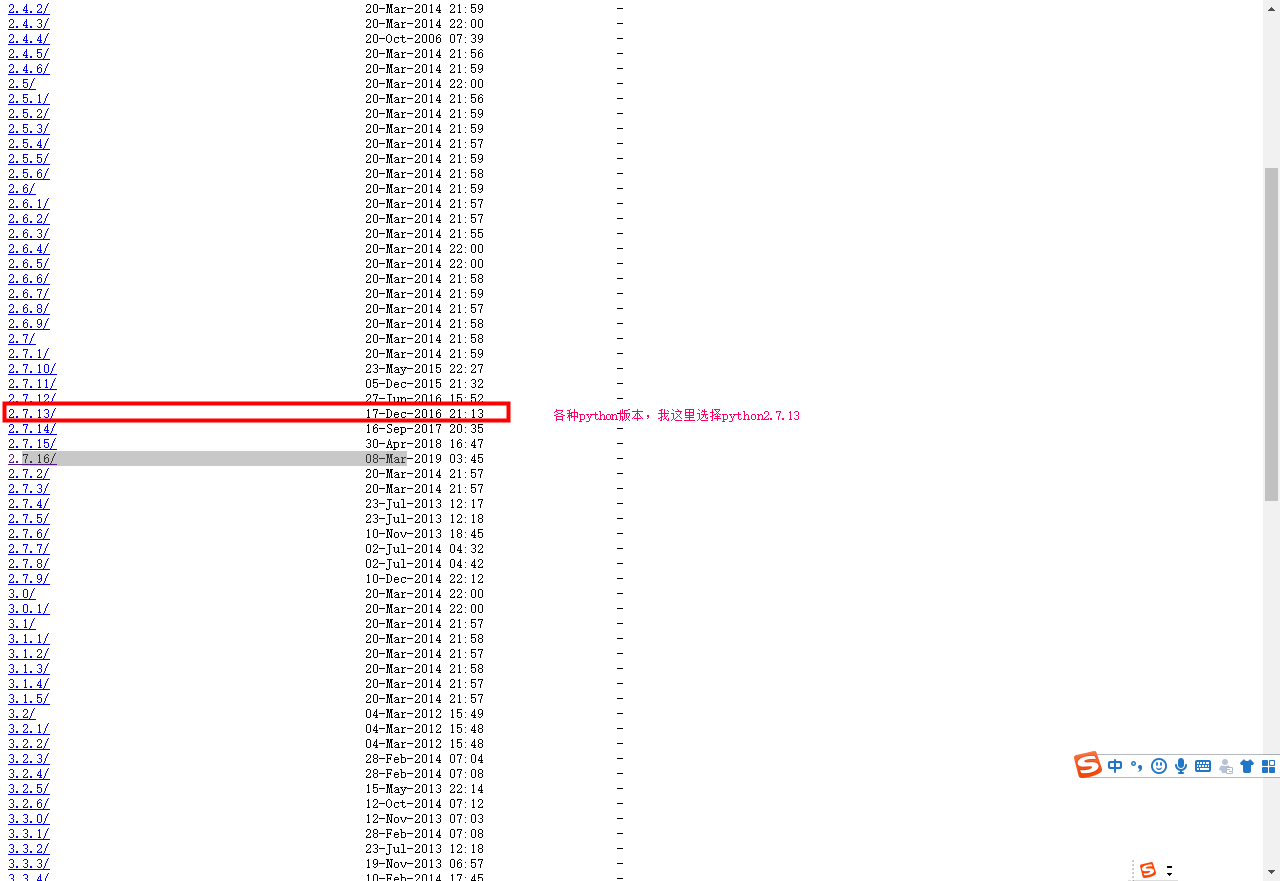 2.4.2/ 20-Mar-2014 21:59 -
2.4.3/ 20-Mar-2014 22:00 -
2.4.4/ 20-Oct-2006 07:39 -
2.4.5/ 20-Mar-2014 21:56 -
2.4.6/ 20-Mar-2014 21:59 -
2.5/ 20-Mar-2014 22:00 -
2.5.1/ 20-Mar-2014 21:56 -
2.5.2/ 20-Mar-2014 21:59 -
2.5.3/ 20-Mar-2014 21:59 -
2.5.4/ 20-Mar-2014 21:57 -
2.5.5/ 20-Mar-2014 21:59 -
2.5.6/ 20-Mar-2014 21:58 -
2.6/ 20-Mar-2014 21:59 -
2.6.1/ 20-Mar-2014 21:57 -
2.6.2/ 20-Mar-2014 21:57 -
2.6.3/ 20-Mar-2014 21:55 -
2.6.4/ 20-Mar-2014 22:00 -
2.6.5/ 20-Mar-2014 22:00 -
2.6.6/ 20-Mar-2014 21:58 -
2.6.7/ 20-Mar-2014 21:59 -
2.6.8/ 20-Mar-2014 21:57 -
2.6.9/ 20-Mar-2014 21:58 -
2.7/ 20-Mar-2014 21:58 -
2.7.1/ 20-Mar-2014 21:59 -
2.7.10/ 23-May-2015 22:27 -
2.7.11/ 05-Dec-2015 21:32 -
2.7.12/ 27-Jun-2016 15:52 -
2.7.13/ 17-Dec-2016 21:13 - 各种python版本，我这里选择python2.7.13
2.7.14/ 16-Sep-2017 20:35 -
2.7.15/ 30-Apr-2018 16:47 -
2.7.16/ 08-Mar-2019 03:45 -
2.7.2/ 20-Mar-2014 21:57 -
2.7.3/ 20-Mar-2014 21:57 -
2.7.4/ 23-Jul-2013 12:17 -
2.7.5/ 23-Jul-2013 12:18 -
2.7.6/ 10-Nov-2013 18:45 -
2.7.7/ 02-Jul-2014 04:32 -
2.7.8/ 02-Jul-2014 04:42 -
2.7.9/ 10-Dec-2014 22:12 -
3.0/ 20-Mar-2014 22:00 -
3.0.1/ 20-Mar-2014 22:00 -
3.1/ 20-Mar-2014 21:57 -
3.1.1/ 20-Mar-2014 21:58 -
3.1.2/ 20-Mar-2014 21:57 -
3.1.3/ 20-Mar-2014 21:58 -
3.1.4/ 20-Mar-2014 21:57 -
3.1.5/ 20-Mar-2014 21:57 -
3.2/ 04-Mar-2012 15:49 -
3.2.1/ 04-Mar-2012 15:48 -
3.2.2/ 04-Mar-2012 15:48 -
3.2.3/ 28-Feb-2014 07:04 -
3.2.4/ 28-Feb-2014 07:08 -
中
3.2.5/ 15-May-2013 22:14 -
3.2.6/ 12-Oct-2014 07:12 -
3.3.0/ 12-Nov-2013 07:03 -
3.3.1/ 28-Feb-2014 07:08 -
3.3.2/ 23-Jul-2013 12:18 -
3.3.3/ 19-Nov-2013 06:57 -
3.3.4/ 10-Feb-2014 17:45 -